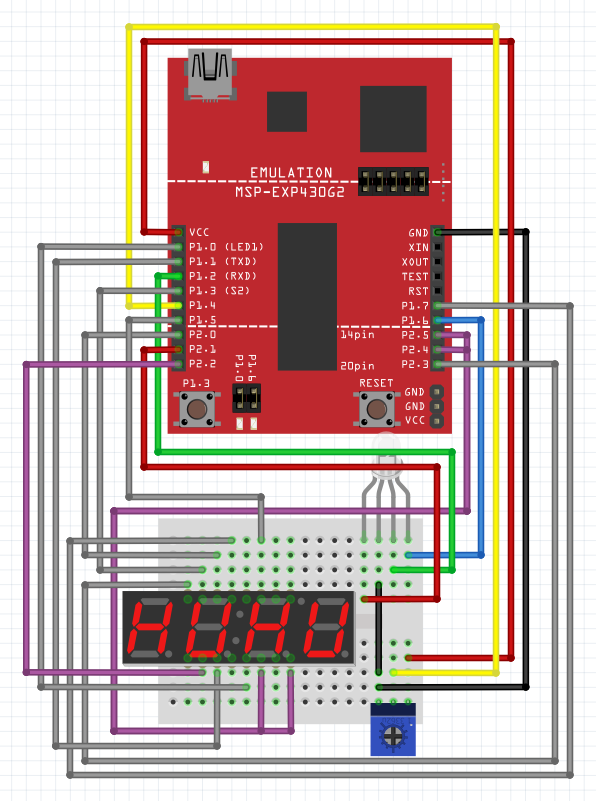 EMULATION
MSP-EXP430G2
VCC
P1.0 (LED1)
P1.1 (TXD)
P1.2 (RXD)
P1.3 (S2)
P1.4
P1.5
P2.0
P2.1
P2.2
GND
XIN
XOUT
TEST
RST
P1.7
P1.6
P2.5
P2.4
P2.3
14pin
20pin
P1.3
P1.0
P1.6
RESET
GND
GND
VCC